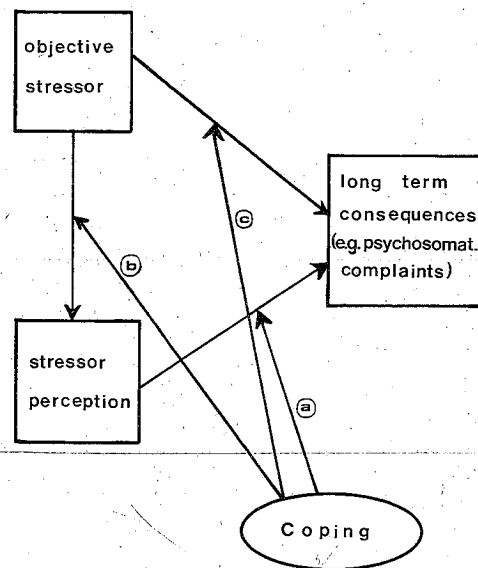 objective
stressor
long term
consequences
(e.g. psychosomat.
complaints)
c
b
stressor
perception
a
Coping